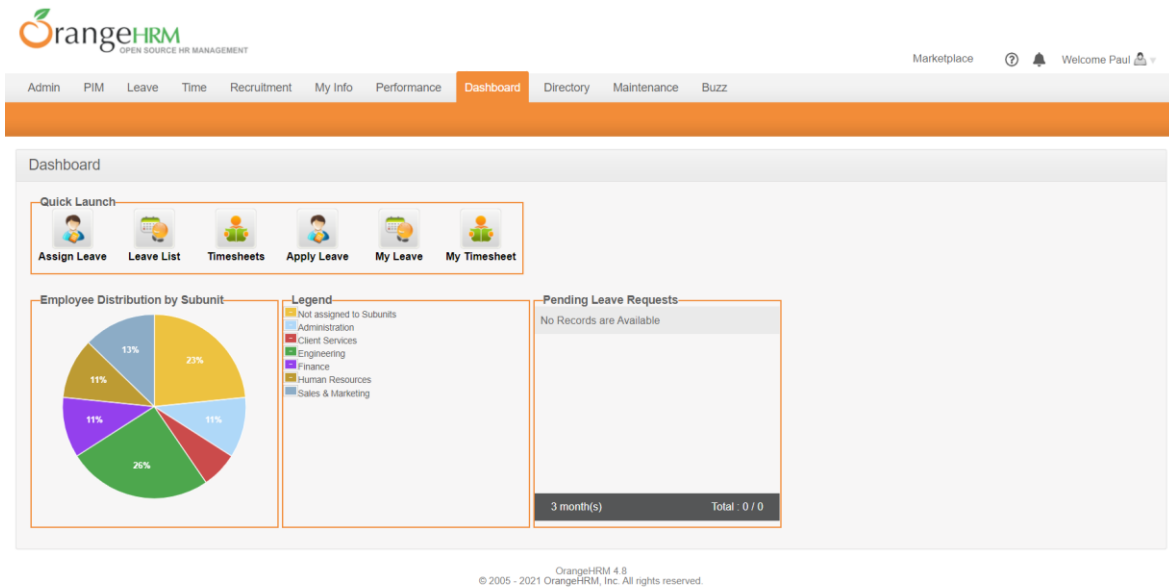 OrangeHRM
OPEN SOURCE HR MANAGEMENT
Marketplace ? Welcome Paul
Admin PIM Leave Time Recruitment My Info Performance Dashboard Directory Maintenance Buzz
Dashboard
Quick Launch
Assign Leave Leave List Timesheets Apply Leave My Leave My Timesheet
Employee Distribution by Subunit
13%
23%
11%
11%
11%
26%
Legend
Not assigned to Subunits
Administration
Client Services
Engineering
Finance
Human Resources
Sales & Marketing
Pending Leave Requests
No Records are Available
3 month(s) Total : 0 / 0
OrangeHRM 4.8
© 2005 - 2021 OrangeHRM, Inc. All rights reserved.